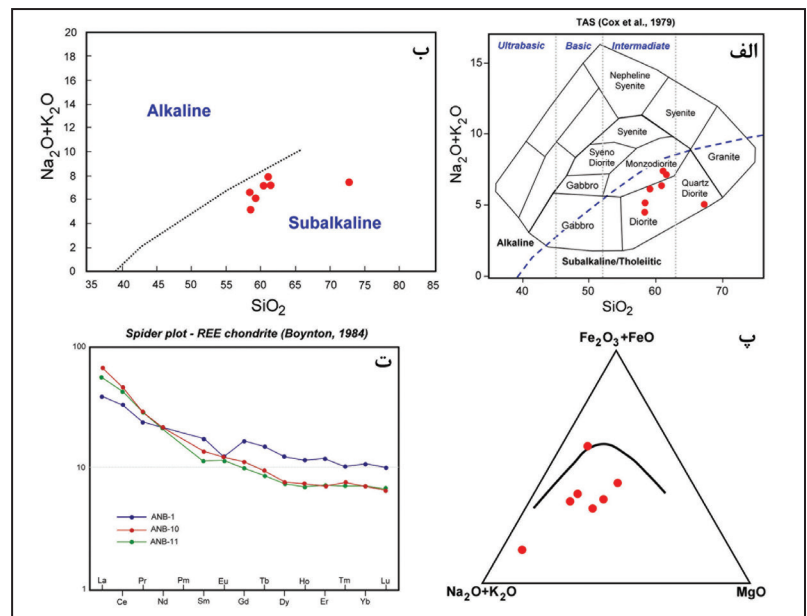 ب
Na₂O+K₂O
20
18
16
14
12
10
8
6
4
2
0
Alkaline
Subalkaline
35 40 45 50 55 60 65 70 75 80 85
SiO₂
TAS (Cox et al., 1979)
الف
Ultrabasic Basic Intermadiate
Na₂O+K₂O
15
10
5
0
Nepheline
Syenite
Syenite
Syenite
Syeno
Diorite
Monzodiorite
Granite
Gabbro
Quartz
Diorite
Gabbro
Diorite
Alkaline
Subalkaline/Tholeiitic
40 50 60 70
SiO₂
Spider plot - REE chondrite (Boynton, 1984)
ت
100
10
1
ANB-1
ANB-10
ANB-11
La Pr Pm Eu Tb Ho Tm Lu
Ce Nd Sm Gd Dy Er Yb
پ
Fe₂O₃+FeO
Na₂O+K₂O
MgO